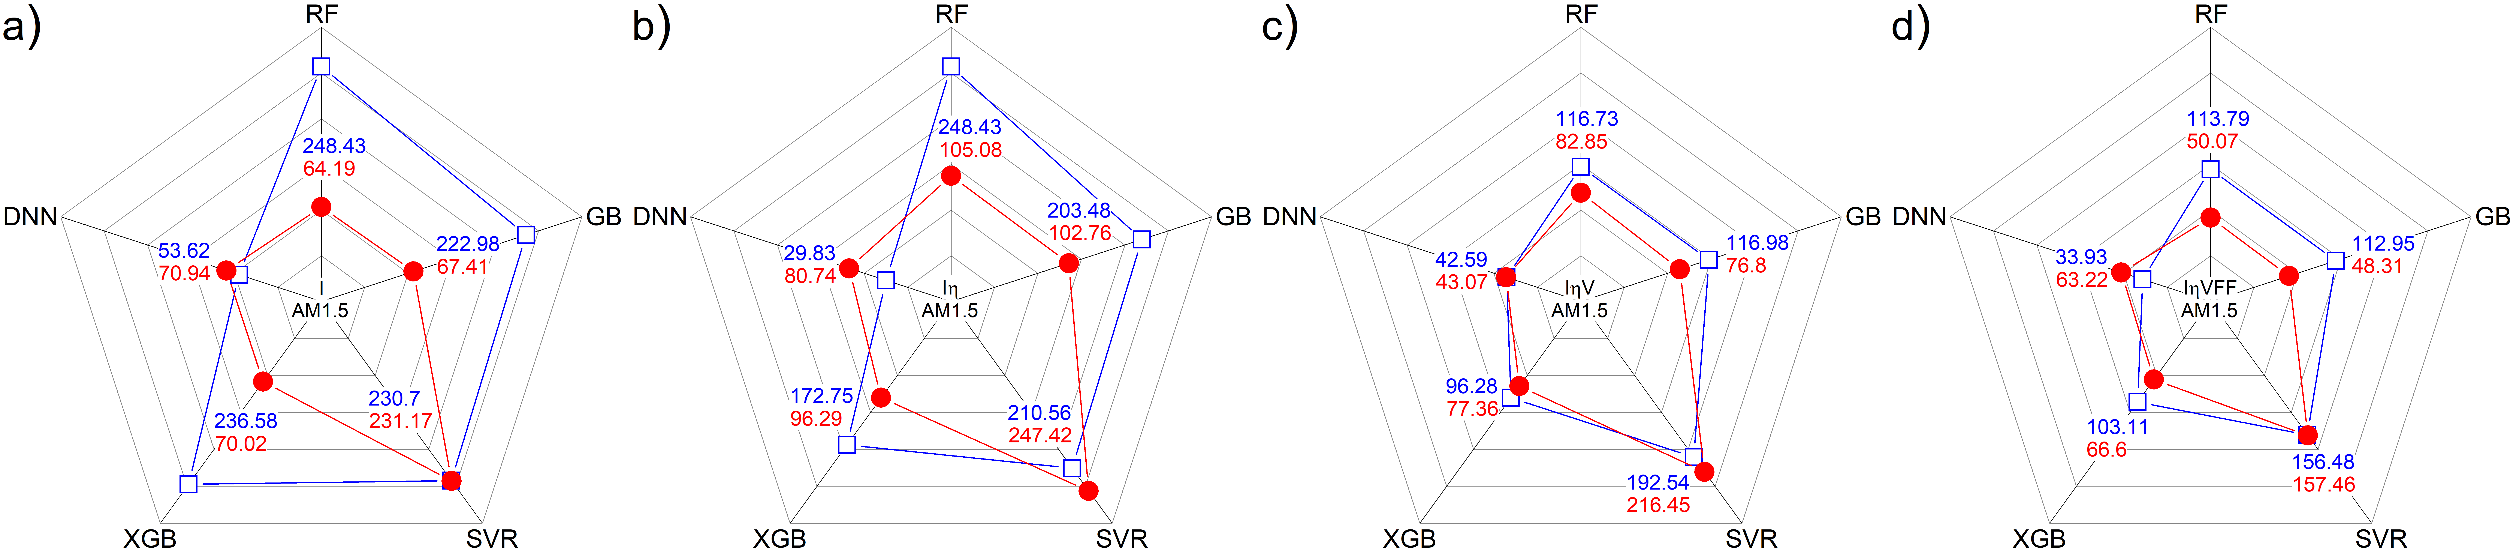 a)
RF
248.43
64.19
DNN
GB
53.62
70.94
222.98
67.41
I
AM1.5
236.58
70.02
230.7
231.17
XGB
SVR
b)
RF
248.43
105.08
DNN
GB
203.48
102.76
29.83
80.74
Iη
AM1.5
172.75
96.29
210.56
247.42
XGB
SVR
c)
RF
116.73
82.85
DNN
GB
42.59
43.07
116.98
76.8
IηV
AM1.5
96.28
77.36
192.54
216.45
XGB
SVR
d)
RF
113.79
50.07
DNN
GB
33.93
63.22
112.95
48.31
IηVFF
AM1.5
103.11
66.6
156.48
157.46
XGB
SVR